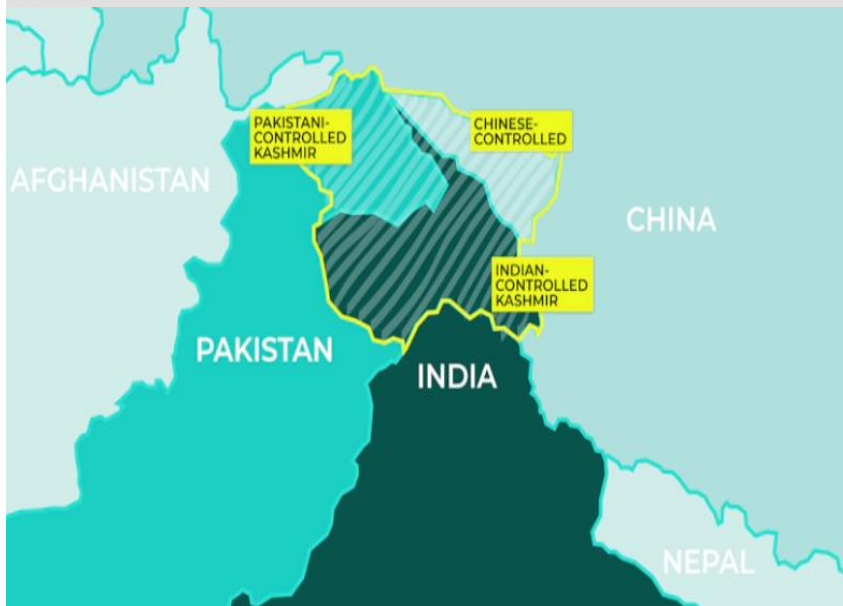 PAKISTANI-
CONTROLLED
KASHMIR
CHINESE-
CONTROLLED
AFGHANISTAN
CHINA
INDIAN-
CONTROLLED
KASHMIR
PAKISTAN
INDIA
NEPAL